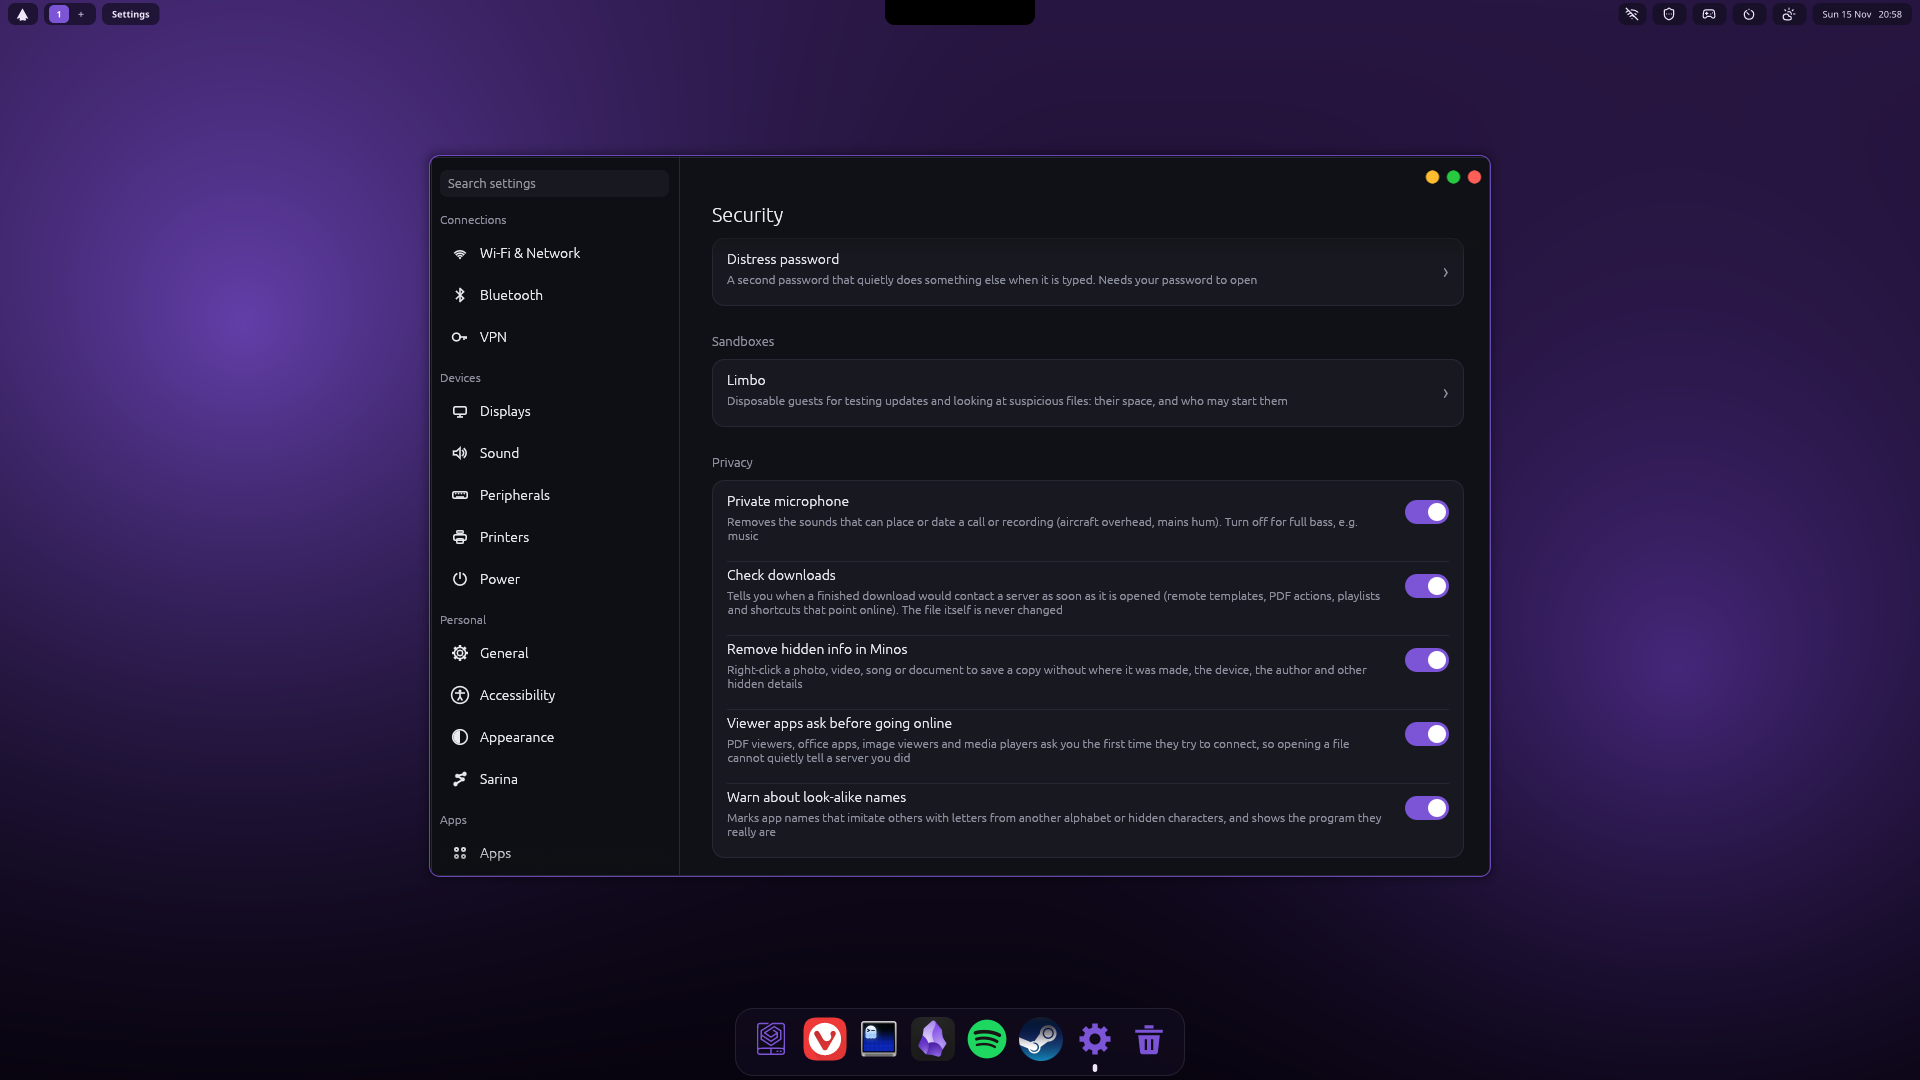 1 +
Settings
Sun 15 Nov 20:58
Search settings
Connections
Wi-Fi & Network
Bluetooth
VPN
Devices
Displays
Sound
Peripherals
Printers
Power
Personal
General
Accessibility
Appearance
Sarina
Apps
Apps
Security
Distress password
A second password that quietly does something else when it is typed. Needs your password to open
Sandboxes
Limbo
Disposable guests for testing updates and looking at suspicious files: their space, and who may start them
Privacy
Private microphone
Removes the sounds that can place or date a call or recording (aircraft overhead, mains hum). Turn off for full bass, e.g.
music
Check downloads
Tells you when a finished download would contact a server as soon as it is opened (remote templates, PDF actions, playlists
and shortcuts that point online). The file itself is never changed
Remove hidden info in Minos
Right-click a photo, video, song or document to save a copy without where it was made, the device, the author and other
hidden details
Viewer apps ask before going online
PDF viewers, office apps, image viewers and media players ask you the first time they try to connect, so opening a file
cannot quietly tell a server you did
Warn about look-alike names
Marks app names that imitate others with letters from another alphabet or hidden characters, and shows the program they
really are